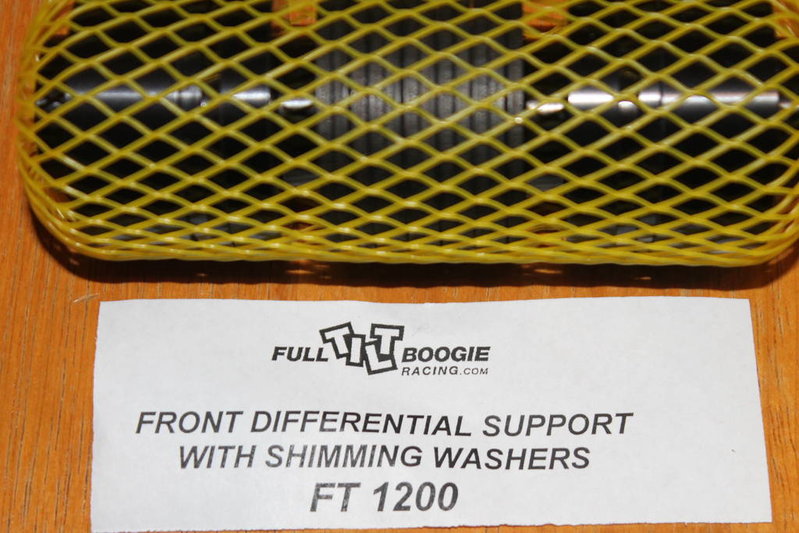 FULL TILT BOOGIE
RACING.COM
FRONT DIFFERENTIAL SUPPORT
WITH SHIMMING WASHERS
FT 1200